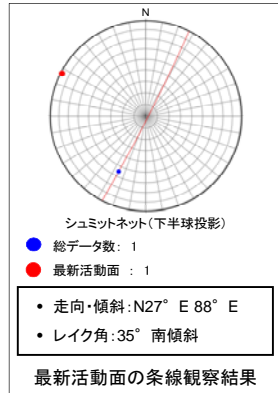 N
シュミットネット(下半球投影)
総データ数: 1
最新活動面 : 1
• 走向・傾斜:N27° E 88° E
• レイク角:35° 南傾斜
最新活動面の条線観察結果